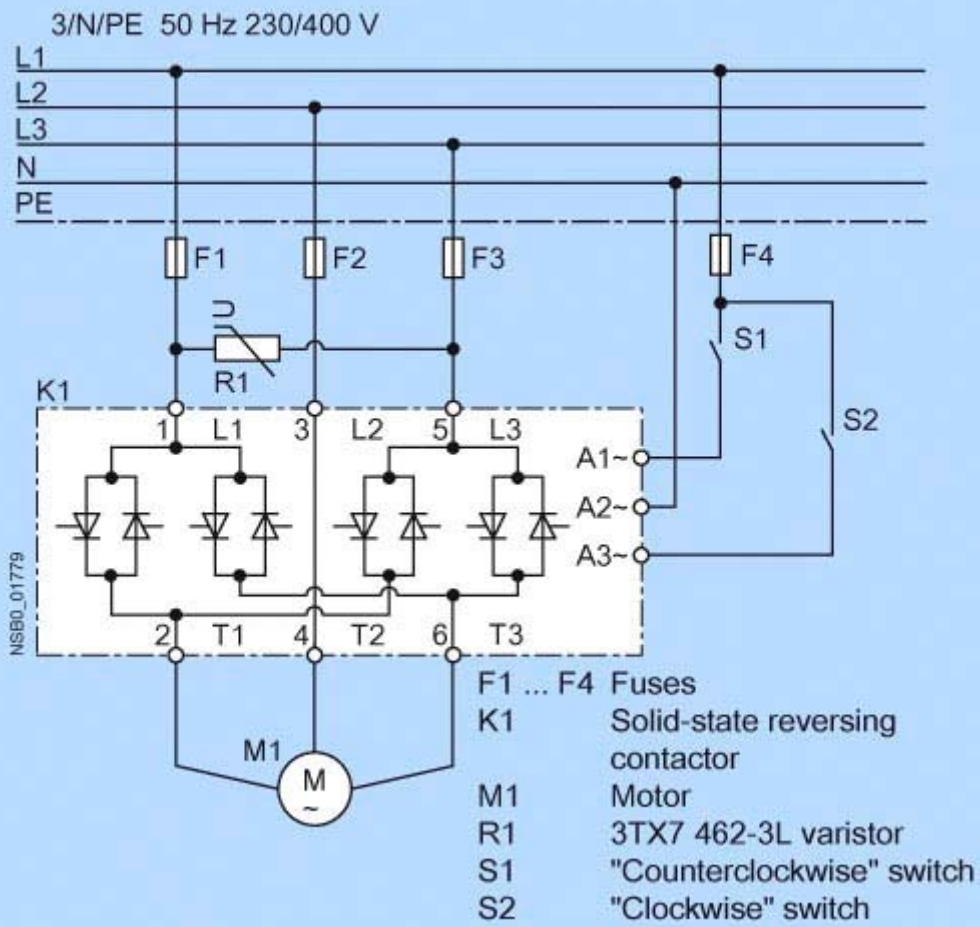 3/N/PE 50 Hz 230/400 V
L1
L2
L3
N
PE
F1
F2
F3
F4
U
R1
S1
S2
K1
1 L1 3 L2 5 L3
A1~
A2~
A3~
2 T1 4 T2 6 T3
NSB0_01779
M1
M
~
F1 ... F4 Fuses
K1 Solid-state reversing
contactor
M1 Motor
R1 3TX7 462-3L varistor
S1 "Counterclockwise" switch
S2 "Clockwise" switch